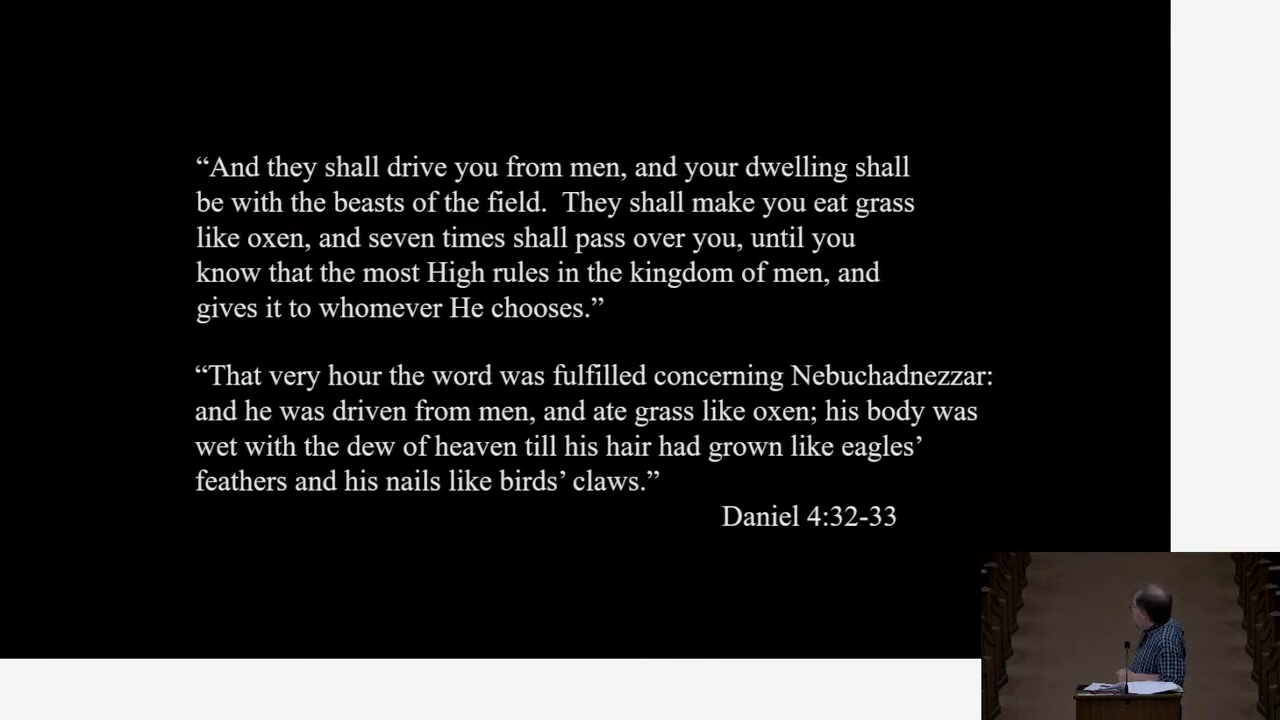 “And they shall drive you from men, and your dwelling shall
be with the beasts of the field.  They shall make you eat grass
like oxen, and seven times shall pass over you, until you
know that the most High rules in the kingdom of men, and
gives it to whomever He chooses.”
“That very hour the word was fulfilled concerning Nebuchadnezzar:
and he was driven from men, and ate grass like oxen; his body was
wet with the dew of heaven till his hair had grown like eagles’
feathers and his nails like birds’ claws.”
Daniel 4:32-33